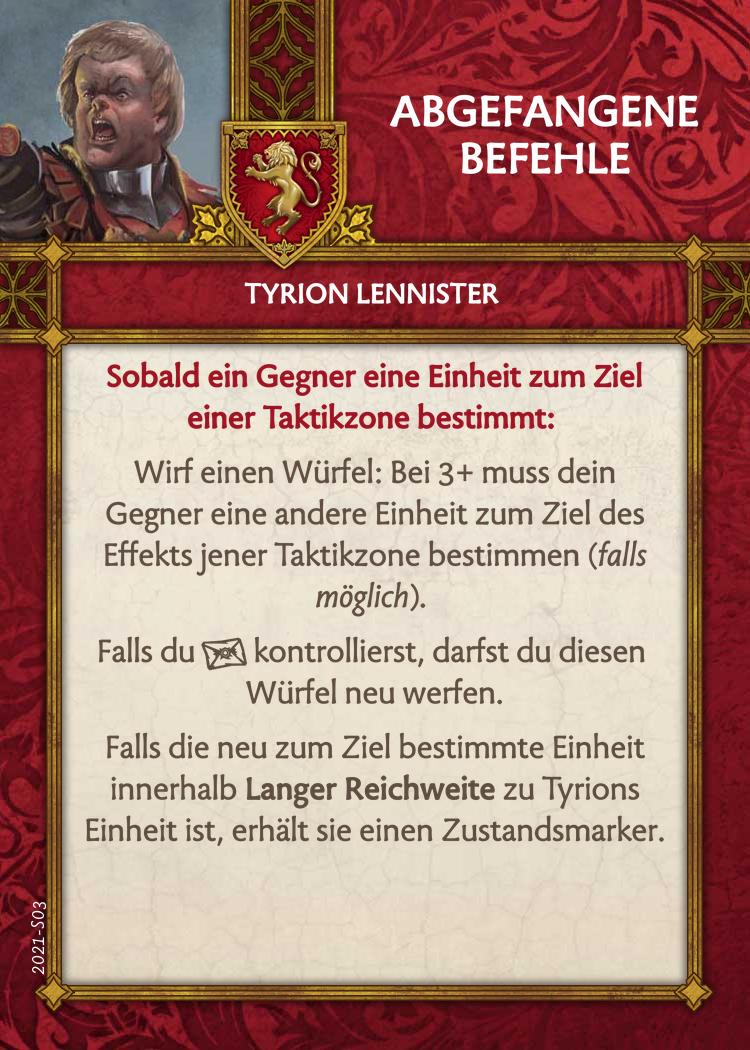 ABGEFANGENE
BEFEHLE
TYRION LENNISTER
Sobald ein Gegner eine Einheit zum Ziel
einer Taktikzone bestimmt:
Wirf einen Würfel: Bei 3+ muss dein
Gegner eine andere Einheit zum Ziel des
Effekts jener Taktikzone bestimmen (falls
möglich).
Falls du kontrollierst, darfst du diesen
Würfel neu werfen.
Falls die neu zum Ziel bestimmte Einheit
innerhalb Langer Reichweite zu Tyrions
Einheit ist, erhält sie einen Zustandsmarker.
2021-S03